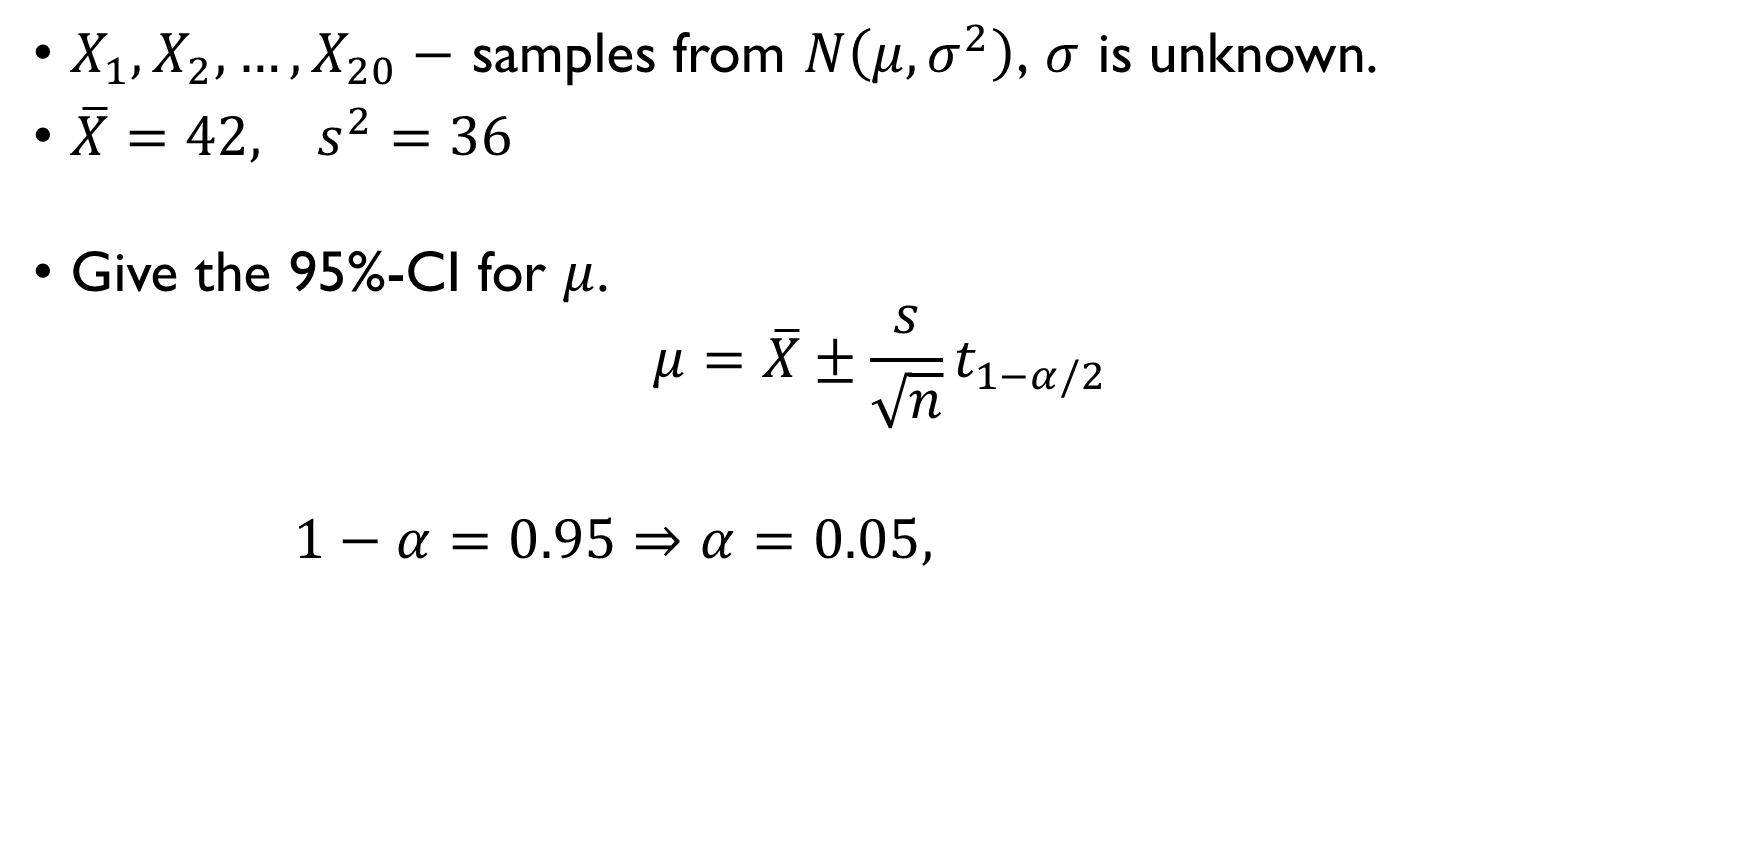 • X₁, X₂, … , X₂₀ − samples from N(μ, σ²), σ is unknown.
• X̅ = 42, s² = 36
• Give the 95%-CI for μ.
μ = X̅ ± s/√n t₁₋α/₂
1 − α = 0.95 ⇒ α = 0.05,